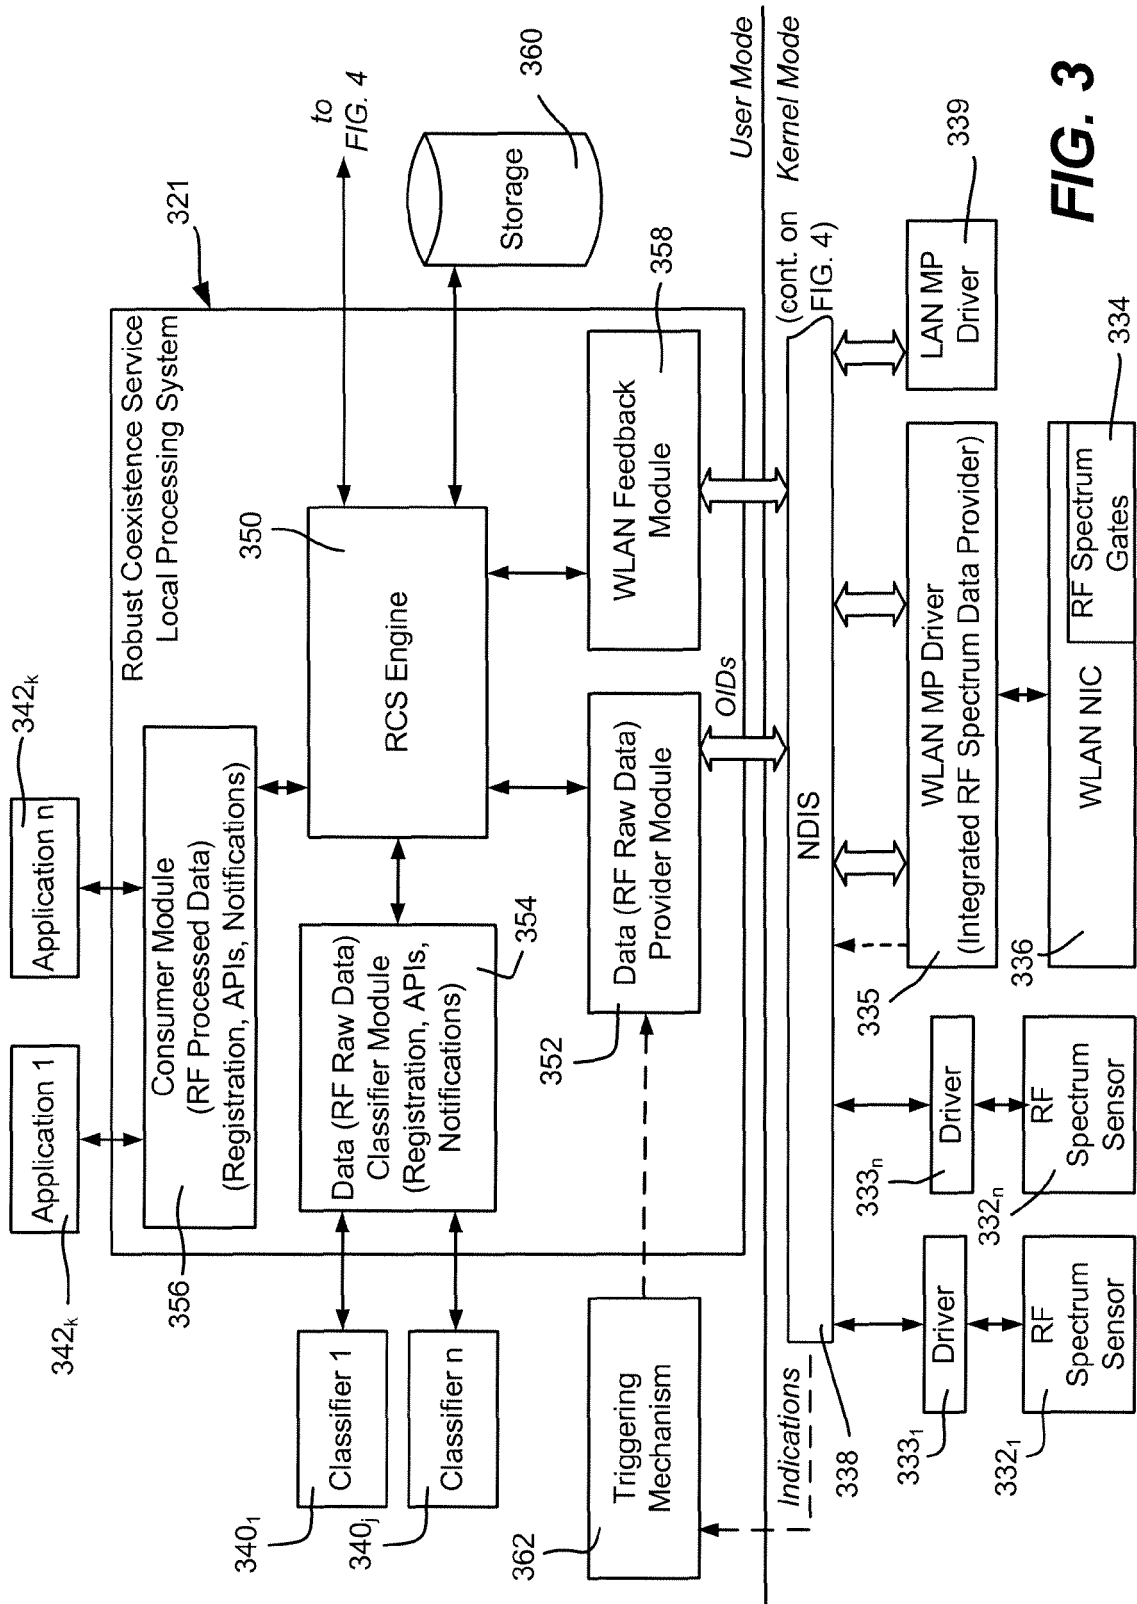 342k
342k
Application 1
Application n
321
Robust Coexistence Service
Local Processing System
356
Consumer Module
(RF Processed Data)
(Registration, APIs, Notifications)
to
FIG. 4
350
RCS Engine
360
Storage
340₁
Classifier 1
340j
Classifier n
Data (RF Raw Data)
Classifier Module
(Registration, APIs,
Notifications)
354
352
Data (RF Raw Data)
Provider Module
358
WLAN Feedback
Module
362
Triggering
Mechanism
OIDs
User Mode
Kernel Mode
Indications
338
NDIS
(cont. on
FIG. 4)
333₁
Driver
333n
Driver
335
WLAN MP Driver
(Integrated RF Spectrum Data Provider)
LAN MP
Driver
339
332₁
RF
Spectrum
Sensor
332n
RF
Spectrum
Sensor
336
WLAN NIC
RF Spectrum
Gates
334
FIG. 3